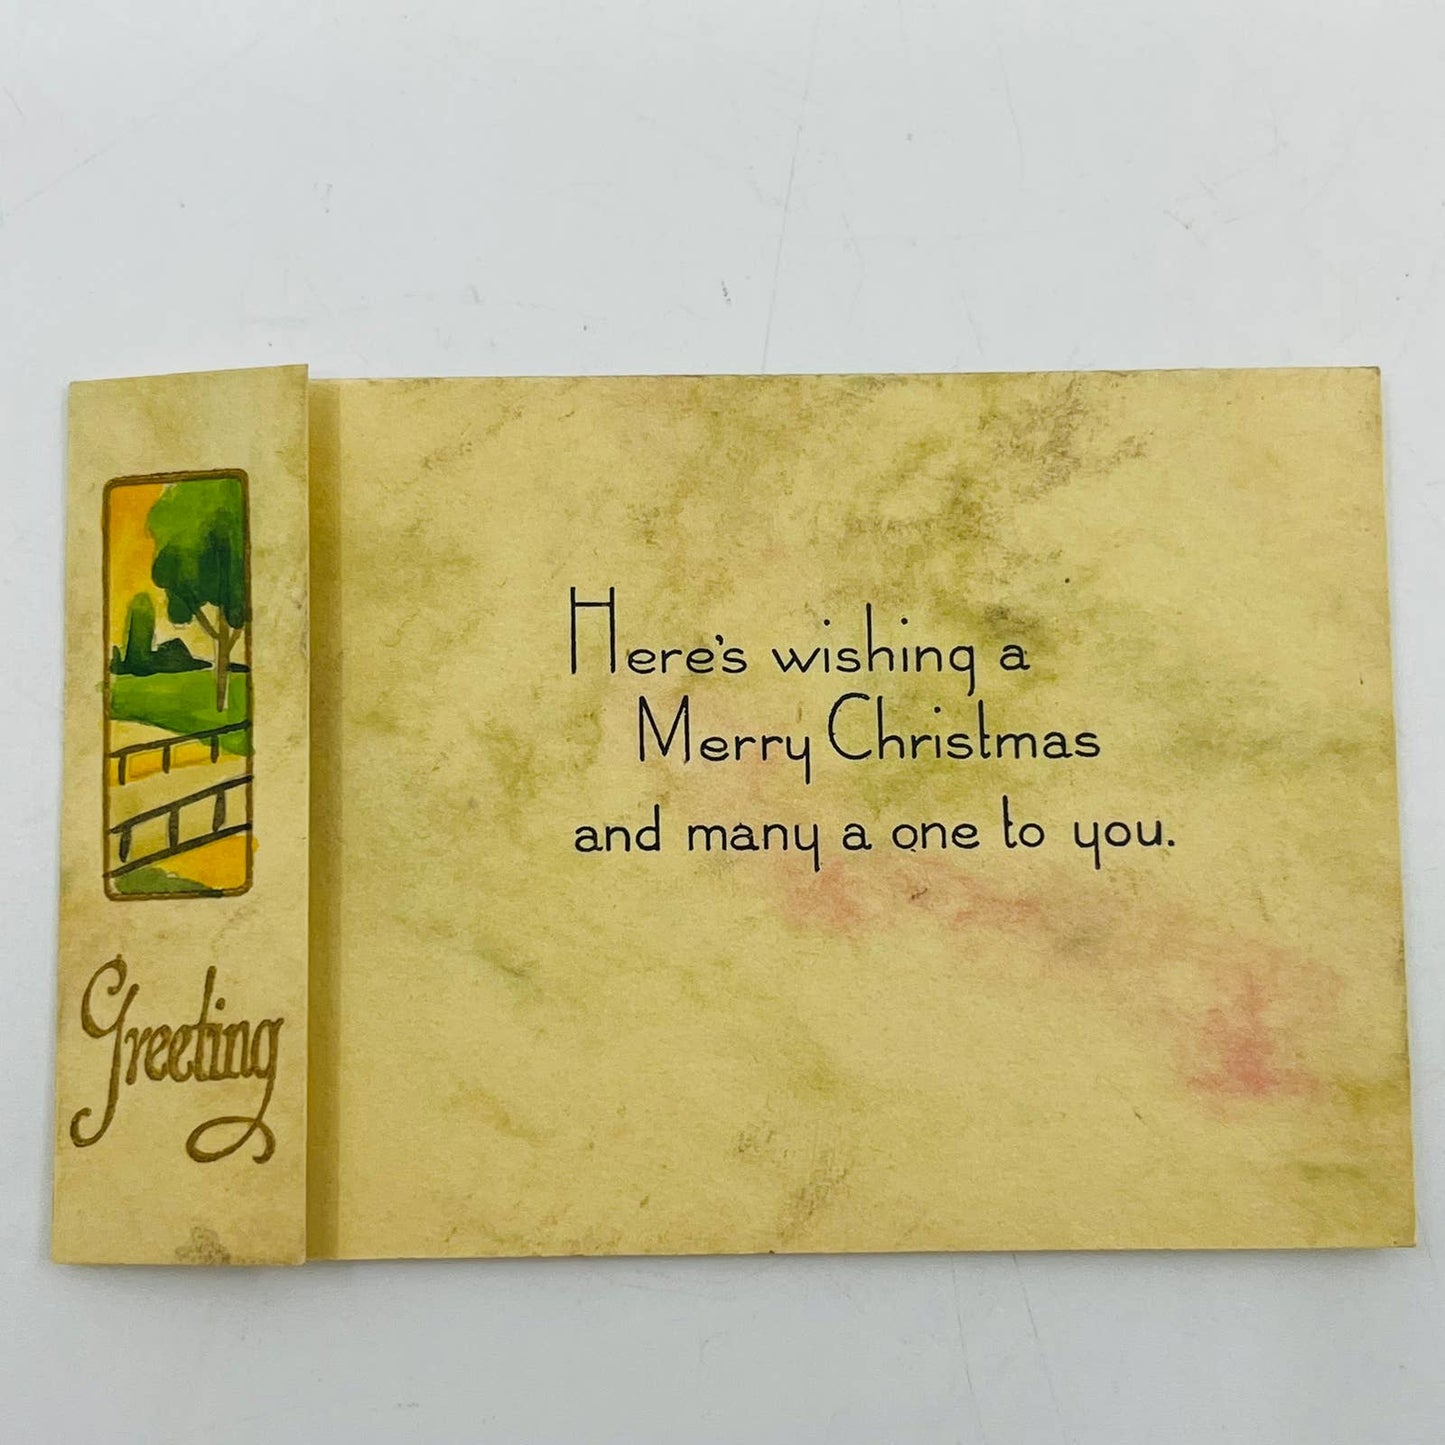 Greeting
Here's wishing a
Merry Christmas
and many a one to you.